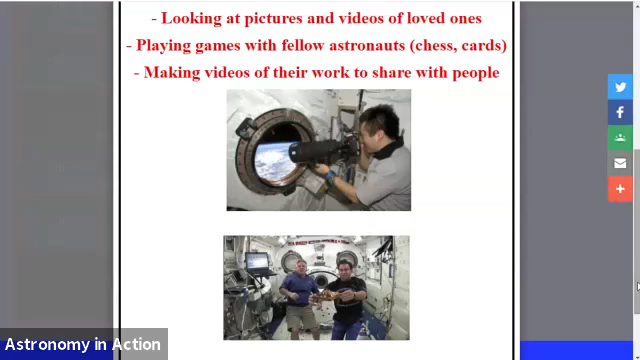 - Looking at pictures and videos of loved ones
- Playing games with fellow astronauts (chess, cards)
- Making videos of their work to share with people
Astronomy in Action